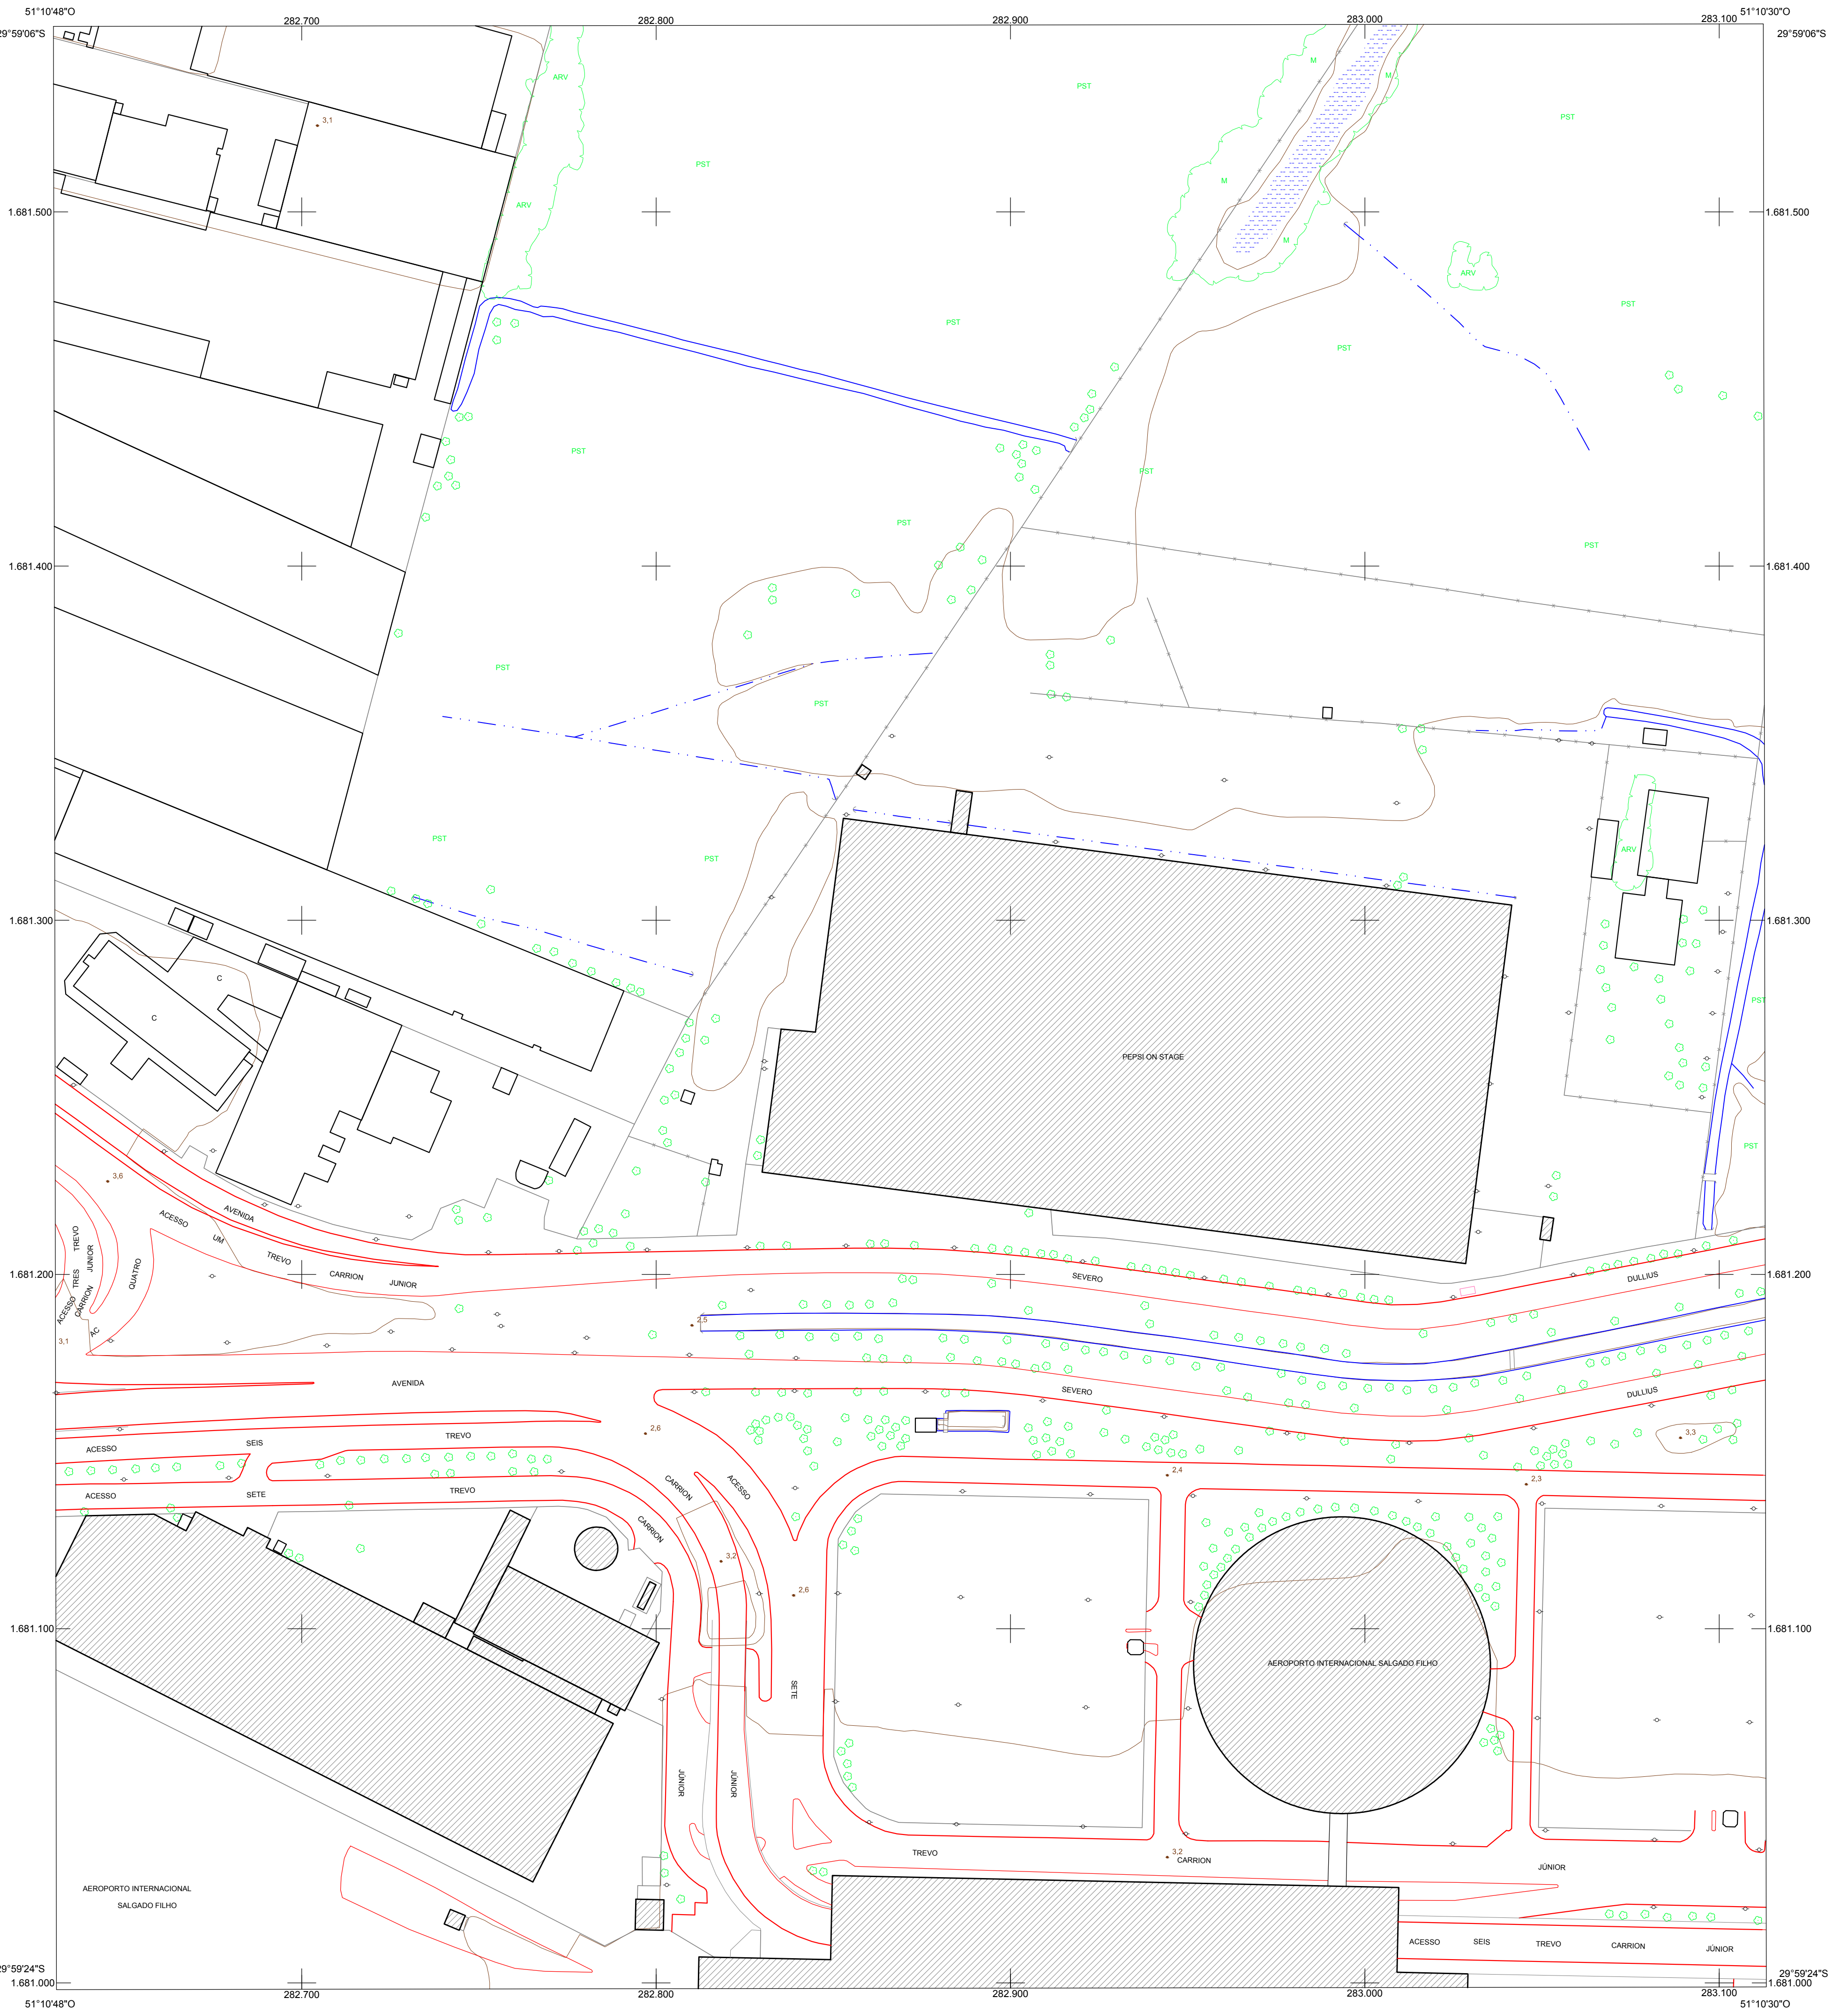 51°10'48"O
282.700
282.800
282.900
283.000
283.100
51°10'30"O
29°59'06"S
29°59'06"S
ARV
M
M
PST
PST
3,1
PST
M
ARV
1.681.500
1.681.500
M
ARV
PST
PST
PST
PST
PST
PST
PST
1.681.400
1.681.400
PST
PST
PST
PST
ARV
1.681.300
1.681.300
C
PST
C
PEPSI ON STAGE
PST
3,6
ACESSO
UM
AVENIDA
TREVO
CARRION
JUNIOR
TREVO
TRES
JUNIOR
CARRION
ACESSO
QUATRO
AC
1.681.200
SEVERO
DULLIUS
1.681.200
3,1
2,5
AVENIDA
SEVERO
DULLIUS
2,6
3,3
ACESSO
SEIS
TREVO
2,4
2,3
ACESSO
SETE
TREVO
CARRION
ACESSO
CARRION
3,2
2,6
1.681.100
1.681.100
AEROPORTO INTERNACIONAL SALGADO FILHO
SETE
JÚNIOR
JÚNIOR
TREVO
3,2
CARRION
JÚNIOR
AEROPORTO INTERNACIONAL
SALGADO FILHO
ACESSO
SEIS
TREVO
CARRION
JÚNIOR
29°59'24"S
29°59'24"S
1.681.000
1.681.000
51°10'48"O
282.700
282.800
282.900
283.000
283.100
51°10'30"O